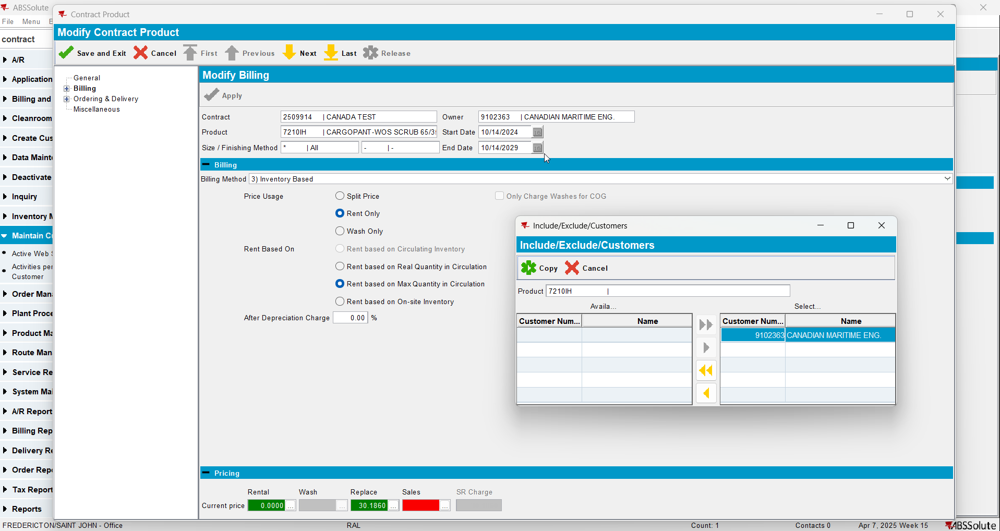 ABSSolute
Contract Product
File Menu E
Modify Contract Product
contract
Save and Exit Cancel First Previous Next Last Release
A/R
Application
Billing and
Cleanroom
Create Cus
Data Mainte
Deactivate
Inquiry
Inventory M
Maintain Cu
Active Web S
Activities per
Customer
Order Mana
Plant Proce
Product Ma
Route Mana
Service Re
System Mai
A/R Report
Billing Rep
Delivery Re
Order Repo
Tax Report
Reports
General
Billing
Ordering & Delivery
Miscellaneous
Modify Billing
Apply
Contract 2509914 | CANADA TEST Owner 9102363 | CANADIAN MARITIME ENG.
Product 7210IH | CARGOPANT-WOS SCRUB 65/3 Start Date 10/14/2024 16
Size / Finishing Method * | All - | - End Date 10/14/2029 16
Billing
Billing Method 3) Inventory Based
Price Usage Split Price Only Charge Washes for COG
Rent Only
Wash Only
Rent Based On Rent based on Circulating Inventory
Rent based on Real Quantity in Circulation
Rent based on Max Quantity in Circulation
Rent based on On-site Inventory
After Depreciation Charge 0.00 %
Include/Exclude/Customers
Include/Exclude/Customers
Copy Cancel
Product 7210IH |
Availa... Select...
Customer Num... Name Customer Num... Name
9102363 CANADIAN MARITIME ENG.
Pricing
Rental Wash Replace Sales SR Charge
Current price 0.0000 ... ... 30.1860 ... ...
FREDERICTON/SAINT JOHN - Office RAL Count: 1 Contacts 0 Apr 7, 2025 Week 15 ABSSolute